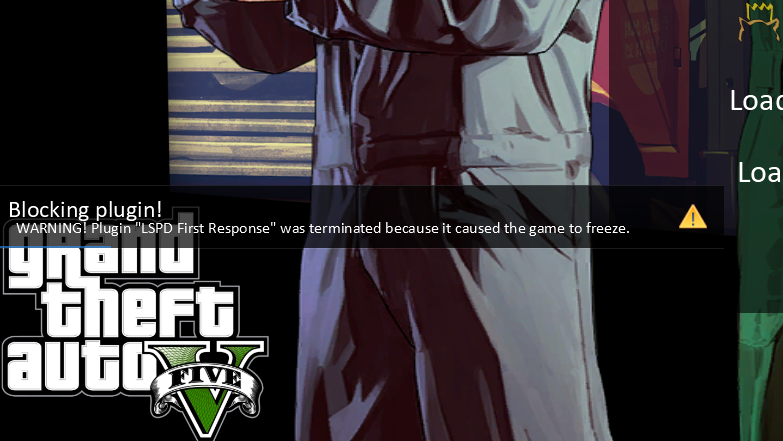 Load
Loa
Blocking plugin!
WARNING! Plugin "LSPD First Response" was terminated because it caused the game to freeze.
grand
theft
auto
V
FIVE